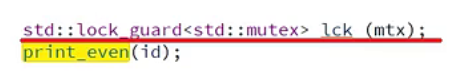 std::lock_guard<std::mutex> lck (mtx);
print_even(id);